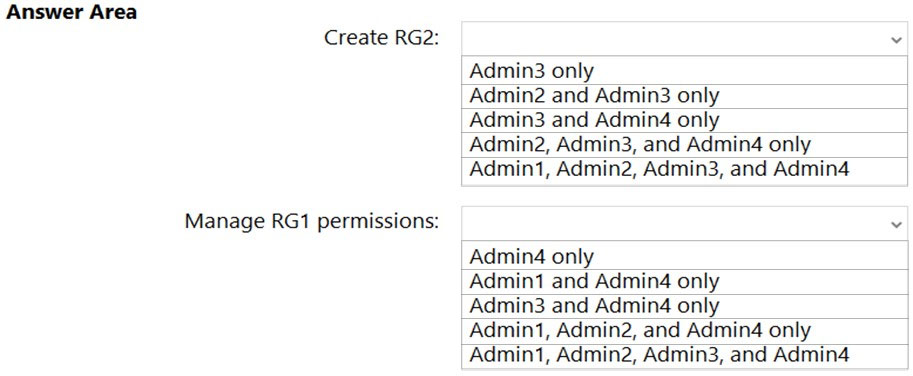 Answer Area
Create RG2:
Admin3 only
Admin2 and Admin3 only
Admin3 and Admin4 only
Admin2, Admin3, and Admin4 only
Admin1, Admin2, Admin3, and Admin4
Manage RG1 permissions:
Admin4 only
Admin1 and Admin4 only
Admin3 and Admin4 only
Admin1, Admin2, and Admin4 only
Admin1, Admin2, Admin3, and Admin4